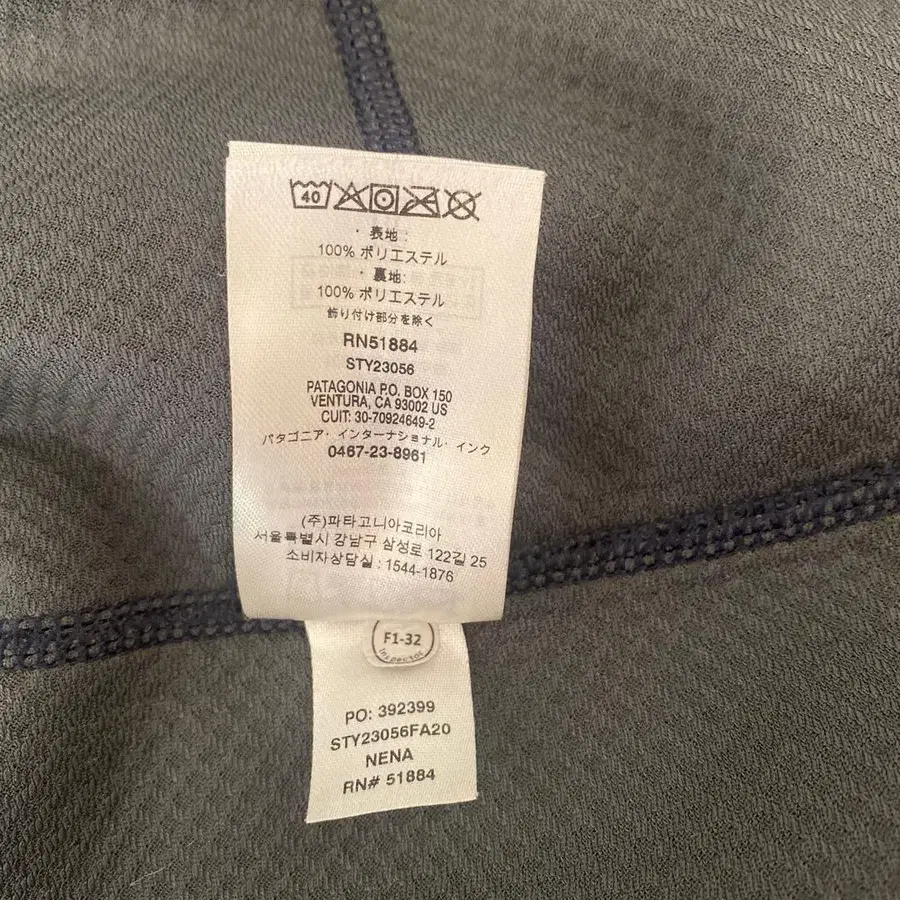 40
・表地:
100% ポリエステル
・裏地:
100% ポリエステル
飾り付け部分を除く
RN51884
STY23056
PATAGONIA P.O. BOX 150
VENTURA, CA 93002 US
CUIT: 30-70924649-2
パタゴニア・インターナショナル・インク
0467-23-8961
(주)파타고니아코리아
서울특별시 강남구 삼성로 122길 25
소비자상담실 : 1544-1876
F1-32
Inspector
PO: 392399
STY23056FA20
NENA
RN# 51884